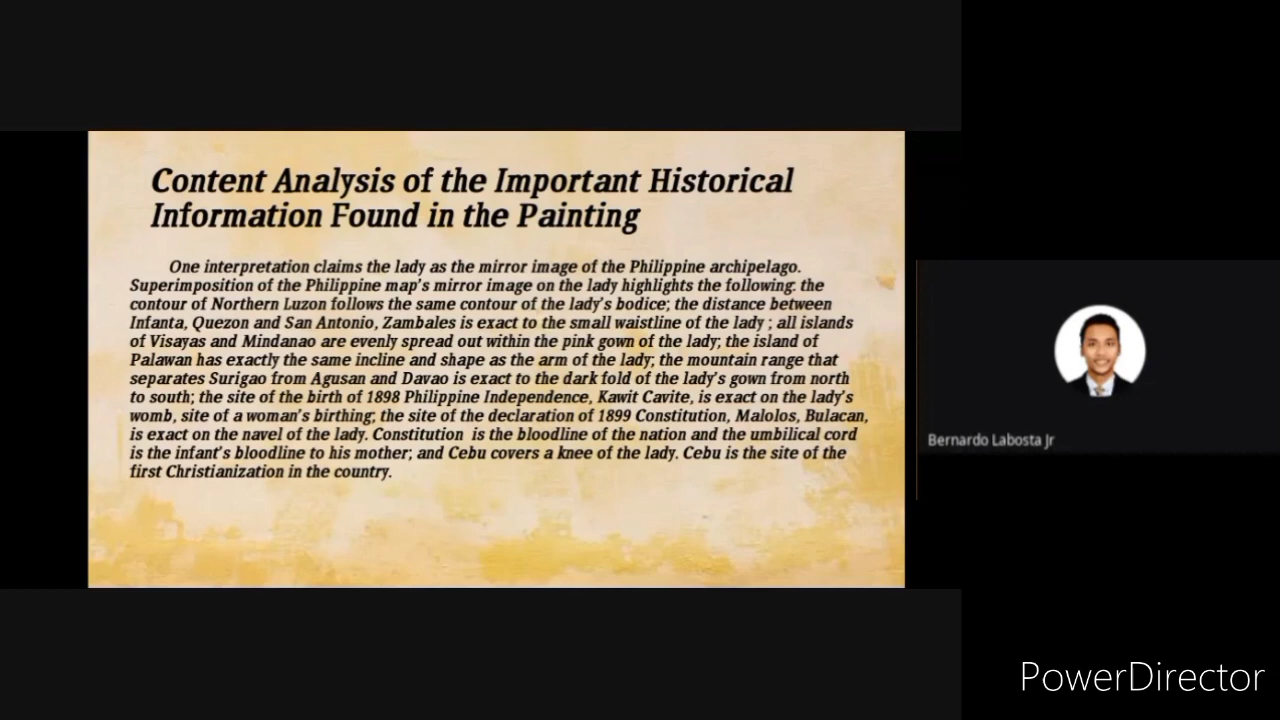 Content Analysis of the Important Historical
Information Found in the Painting
One interpretation claims the lady as the mirror image of the Philippine archipelago.
Superimposition of the Philippine map's mirror image on the lady highlights the following: the
contour of Northern Luzon follows the same contour of the lady's bodice; the distance between
Infanta, Quezon and San Antonio, Zambales is exact to the small waistline of the lady ; all islands
of Visayas and Mindanao are evenly spread out within the pink gown of the lady; the island of
Palawan has exactly the same incline and shape as the arm of the lady; the mountain range that
separates Surigao from Agusan and Davao is exact to the dark fold of the lady's gown from north
to south; the site of the birth of 1898 Philippine Independence, Kawit Cavite, is exact on the lady's
womb, site of a woman's birthing; the site of the declaration of 1899 Constitution, Malolos, Bulacan,
is exact on the navel of the lady. Constitution is the bloodline of the nation and the umbilical cord
is the infant's bloodline to his mother; and Cebu covers a knee of the lady. Cebu is the site of the
first Christianization in the country.
Bernardo Labosta Jr
PowerDirector